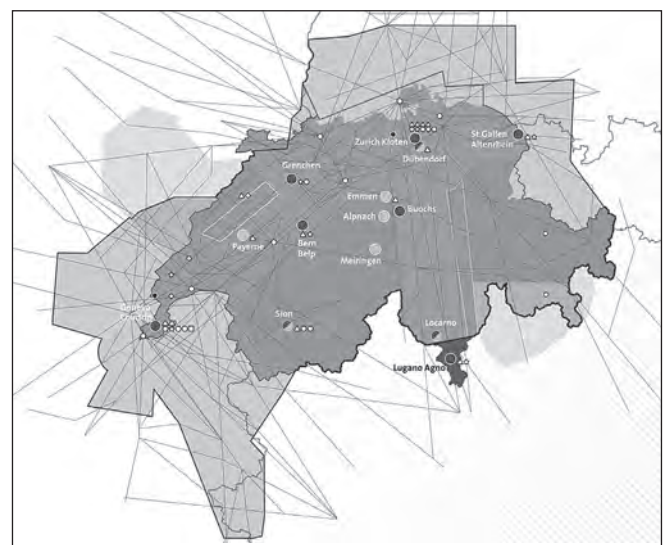 Zurich Kloten
St.Gallen
Altenrhein
Dübendorf
Grenchen
Emmen
Buochs
Alpnach
Payerne
Bern
Belp
Meiringen
Sion
Locarno
Lugano Agno